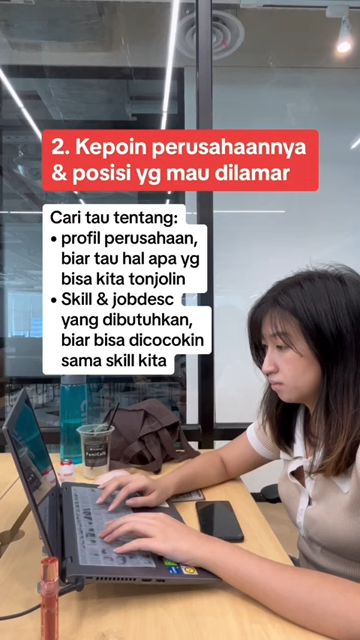 2. Kepoin perusahaannya
& posisi yg mau dilamar
Cari tau tentang:
• profil perusahaan,
biar tau hal apa yg
bisa kita tonjolin
• Skill & jobdesc
yang dibutuhkan,
biar bisa dicocokin
sama skill kita